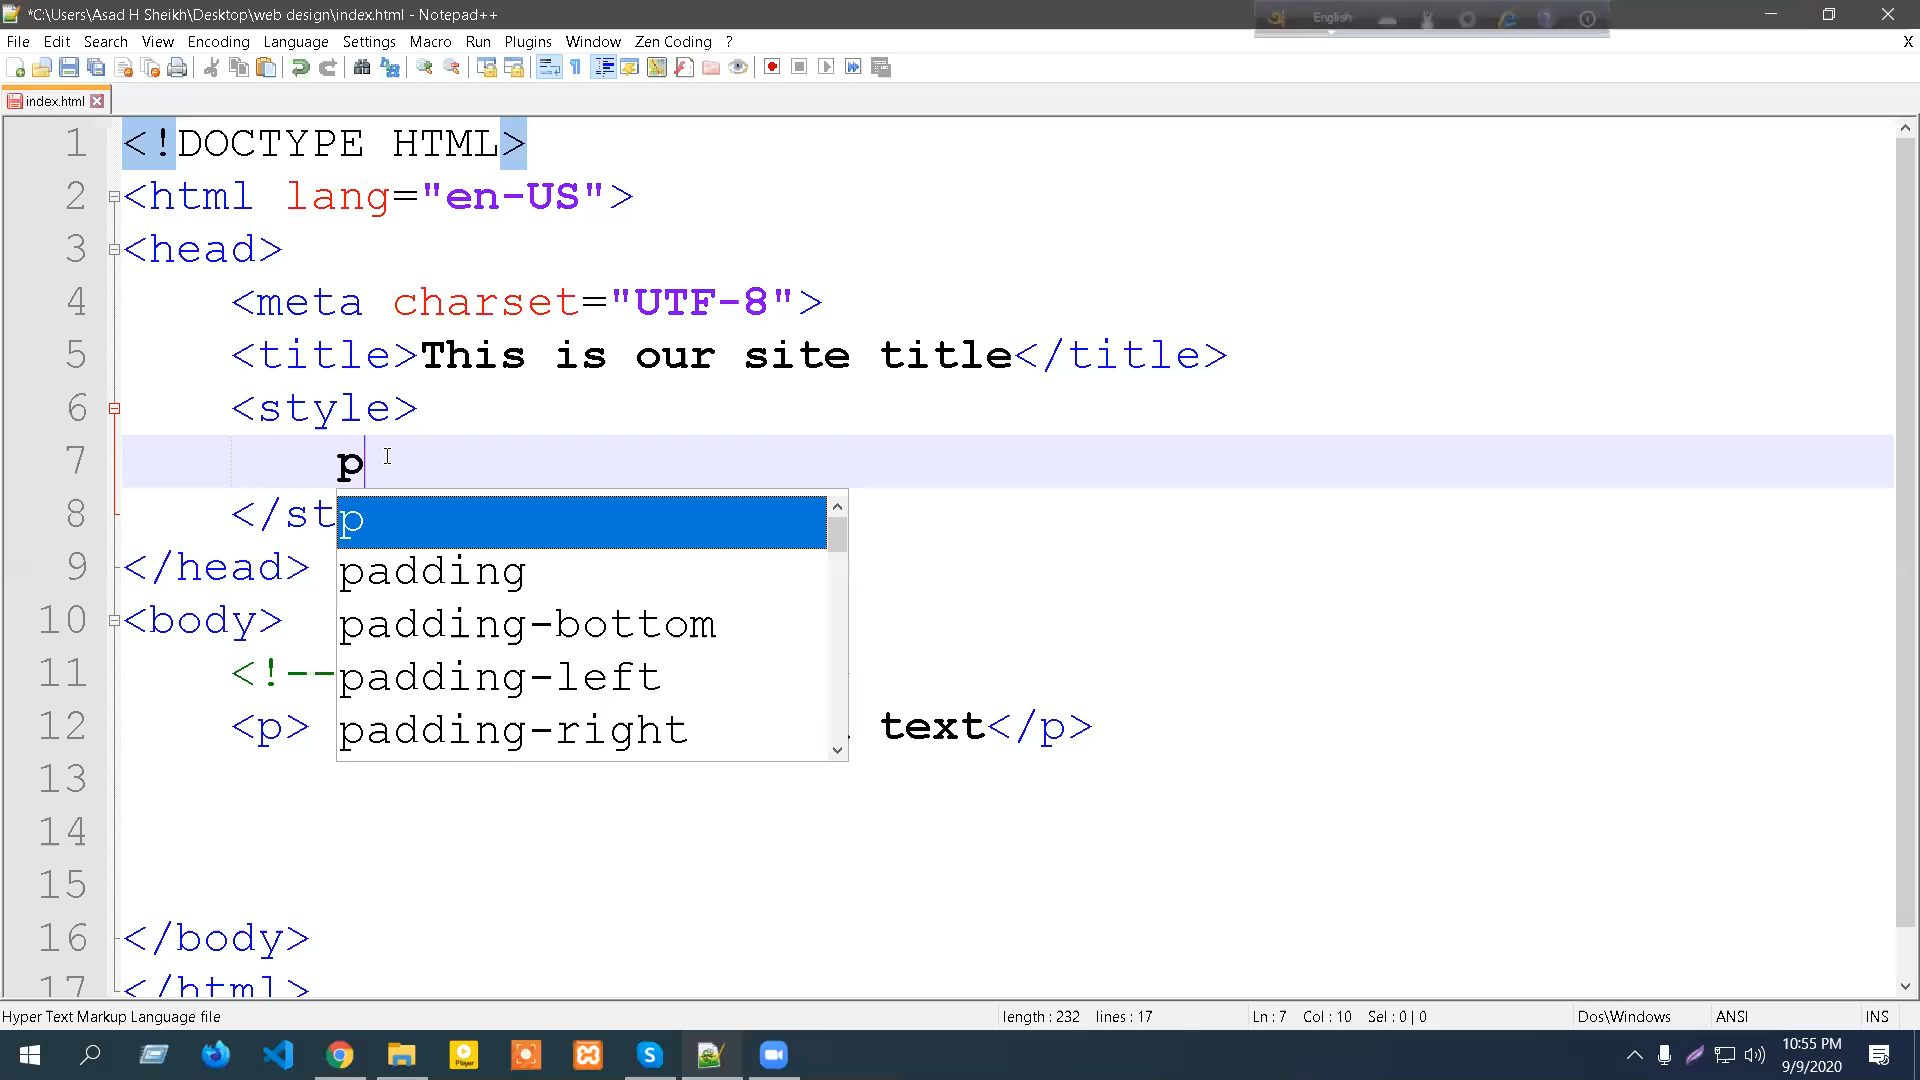 *C:\Users\Asad H Sheikh\Desktop\web design\index.html - Notepad++
English
File Edit Search View Encoding Language Settings Macro Run Plugins Window Zen Coding ? X
index.html
1 <!DOCTYPE HTML>
2 <html lang="en-US">
3 <head>
4 <meta charset="UTF-8">
5 <title>This is our site title</title>
6 <style>
7 p
8 </st
p
padding
padding-bottom
padding-left
padding-right
9 </head>
10 <body>
11 <!--
12 <p> text</p>
13
14
15
16 </body>
17 </html>
Hyper Text Markup Language file length : 232 lines : 17 Ln : 7 Col : 10 Sel : 0 | 0 Dos\Windows ANSI INS
Player
10:55 PM
9/9/2020